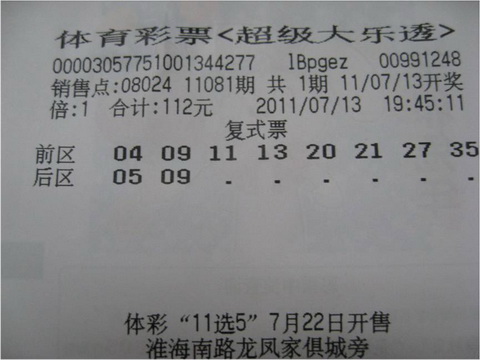 体育彩票<超级大乐透>
00003057751001344277 lBpgez 00991248
销售点:08024 11081期 共 1期 11/07/13开奖
倍:1 合计:112元 2011/07/13 19:45:11
复式票
前区 04 09 11 13 20 21 27 35
后区 05 09 . . . . . .
体彩“11选5”7月22日开售
淮海南路龙凤家俱城旁